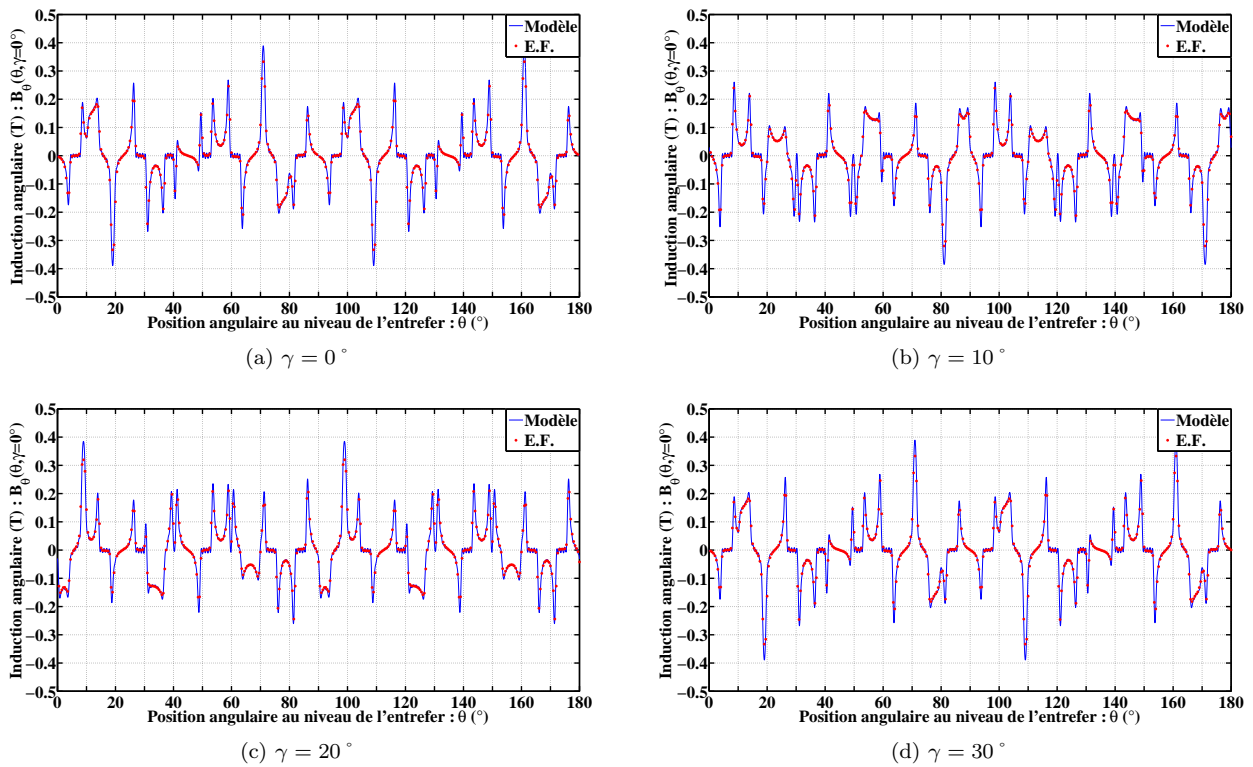 Induction angulaire (T) : Bθ(θ,γ=0°)
0.5
0.4
0.3
0.2
0.1
0
−0.1
−0.2
−0.3
−0.4
−0.5
Modèle
E.F.
0 20 40 60 80 100 120 140 160 180
Position angulaire au niveau de l'entrefer : θ (°)
(a) γ = 0 °
Induction angulaire (T) : Bθ(θ,γ=0°)
0.5
0.4
0.3
0.2
0.1
0
−0.1
−0.2
−0.3
−0.4
−0.5
Modèle
E.F.
0 20 40 60 80 100 120 140 160 180
Position angulaire au niveau de l'entrefer : θ (°)
(b) γ = 10 °
Induction angulaire (T) : Bθ(θ,γ=0°)
0.5
0.4
0.3
0.2
0.1
0
−0.1
−0.2
−0.3
−0.4
−0.5
Modèle
E.F.
0 20 40 60 80 100 120 140 160 180
Position angulaire au niveau de l'entrefer : θ (°)
(c) γ = 20 °
Induction angulaire (T) : Bθ(θ,γ=0°)
0.5
0.4
0.3
0.2
0.1
0
−0.1
−0.2
−0.3
−0.4
−0.5
Modèle
E.F.
0 20 40 60 80 100 120 140 160 180
Position angulaire au niveau de l'entrefer : θ (°)
(d) γ = 30 °